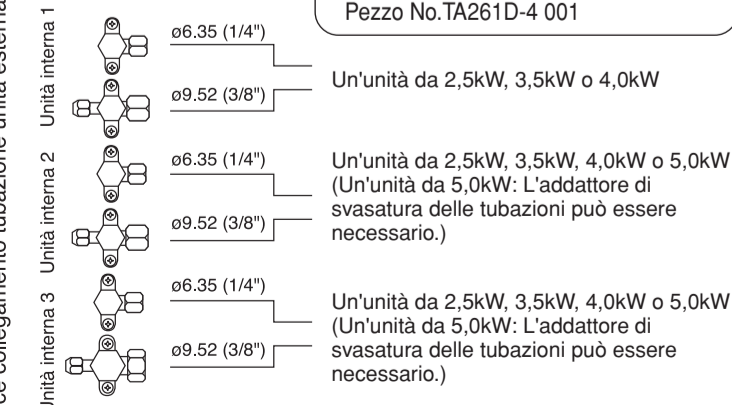 Pezzo No.TA261D-4 001
collegamento tubazione unità esterna
Unità interna 1
ø6.35 (1/4")
ø9.52 (3/8")
Un'unità da 2,5kW, 3,5kW o 4,0kW
Unità interna 2
ø6.35 (1/4")
ø9.52 (3/8")
Un'unità da 2,5kW, 3,5kW, 4,0kW o 5,0kW
(Un'unità da 5,0kW: L'addattore di
svasatura delle tubazioni può essere
necessario.)
Unità interna 3
ø6.35 (1/4")
ø9.52 (3/8")
Un'unità da 2,5kW, 3,5kW, 4,0kW o 5,0kW
(Un'unità da 5,0kW: L'addattore di
svasatura delle tubazioni può essere
necessario.)